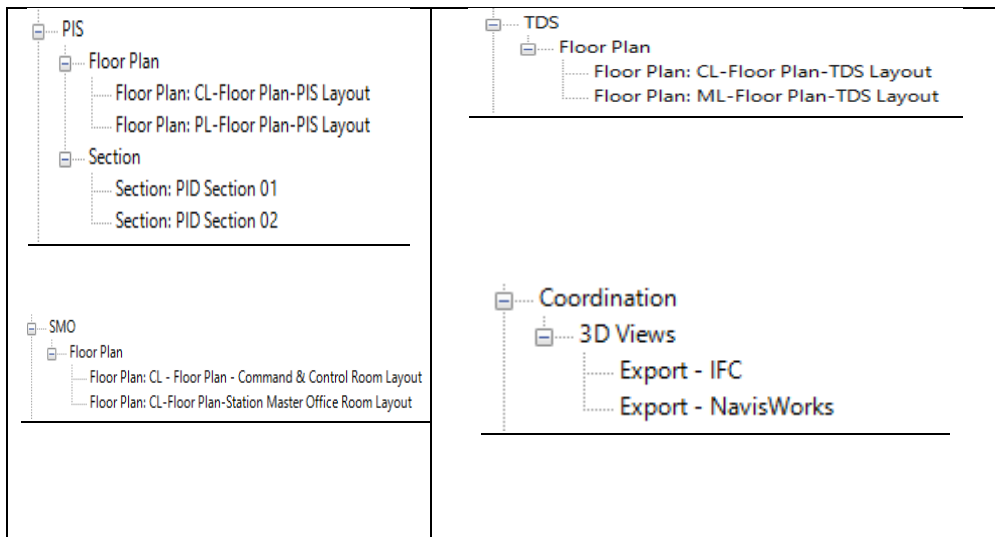 PIS
Floor Plan
Floor Plan: CL-Floor Plan-PIS Layout
Floor Plan: PL-Floor Plan-PIS Layout
Section
Section: PID Section 01
Section: PID Section 02
SMO
Floor Plan
Floor Plan: CL - Floor Plan - Command & Control Room Layout
Floor Plan: CL-Floor Plan-Station Master Office Room Layout
TDS
Floor Plan
Floor Plan: CL-Floor Plan-TDS Layout
Floor Plan: ML-Floor Plan-TDS Layout
Coordination
3D Views
Export - IFC
Export - NavisWorks